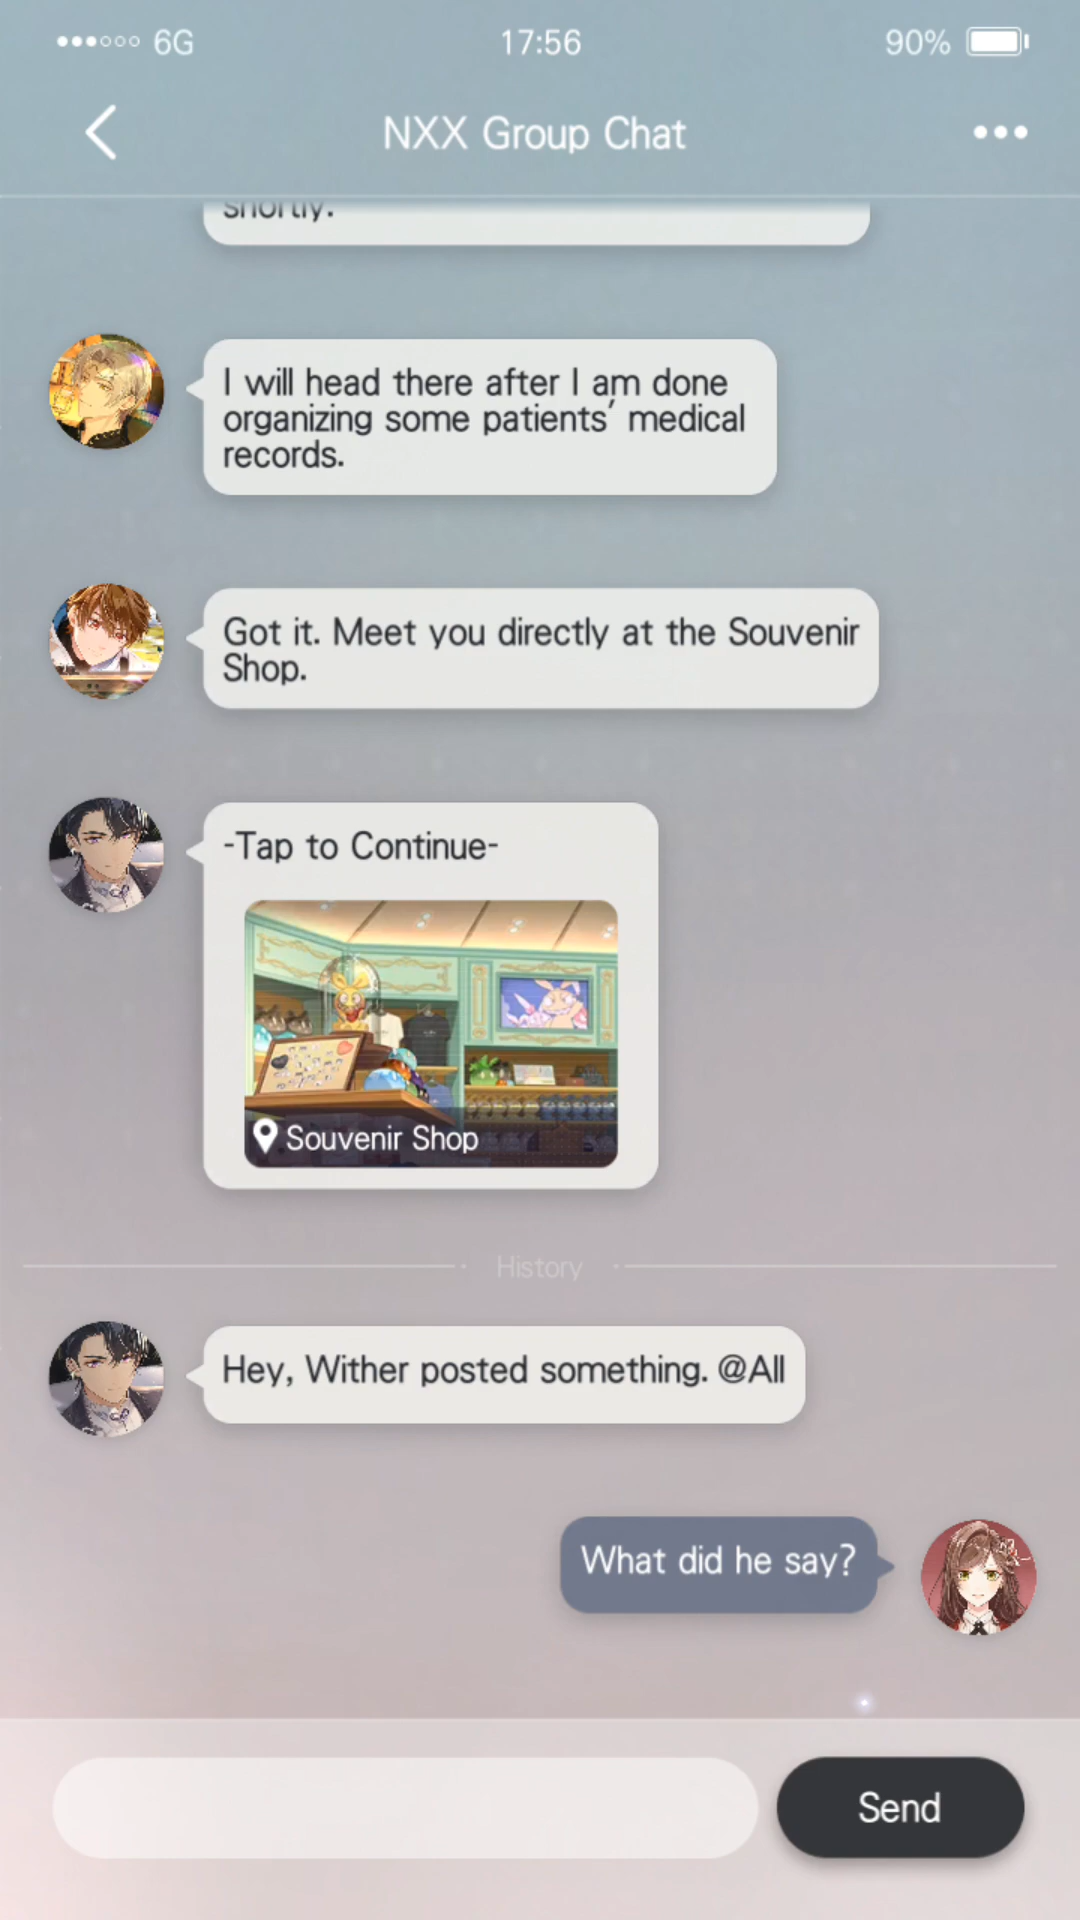 6G
17:56
90%
NXX Group Chat
shortly.
I will head there after I am done
organizing some patients' medical
records.
Got it. Meet you directly at the Souvenir
Shop.
-Tap to Continue-
Souvenir Shop
History
Hey, Wither posted something. @All
What did he say?
Send